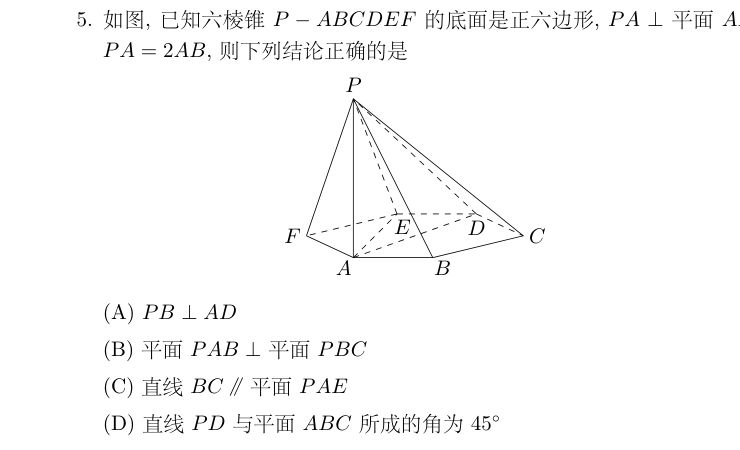 5. 如图, 已知六棱锥 P − ABCDEF 的底面是正六边形, PA ⊥ 平面 A
PA = 2AB, 则下列结论正确的是
P
F
E
D
C
A
B
(A) PB ⊥ AD
(B) 平面 PAB ⊥ 平面 PBC
(C) 直线 BC ∥ 平面 PAE
(D) 直线 PD 与平面 ABC 所成的角为 45°